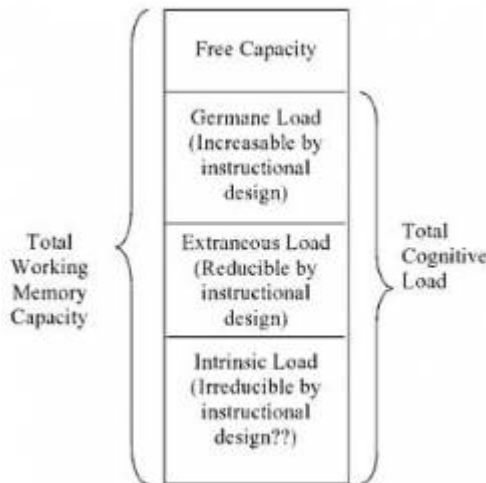 Free Capacity
Germane Load
(Increasable by
instructional
design)
Extraneous Load
(Reducible by
instructional
design)
Intrinsic Load
(Irreducible by
instructional
design??)
Total
Working
Memory
Capacity
Total
Cognitive
Load